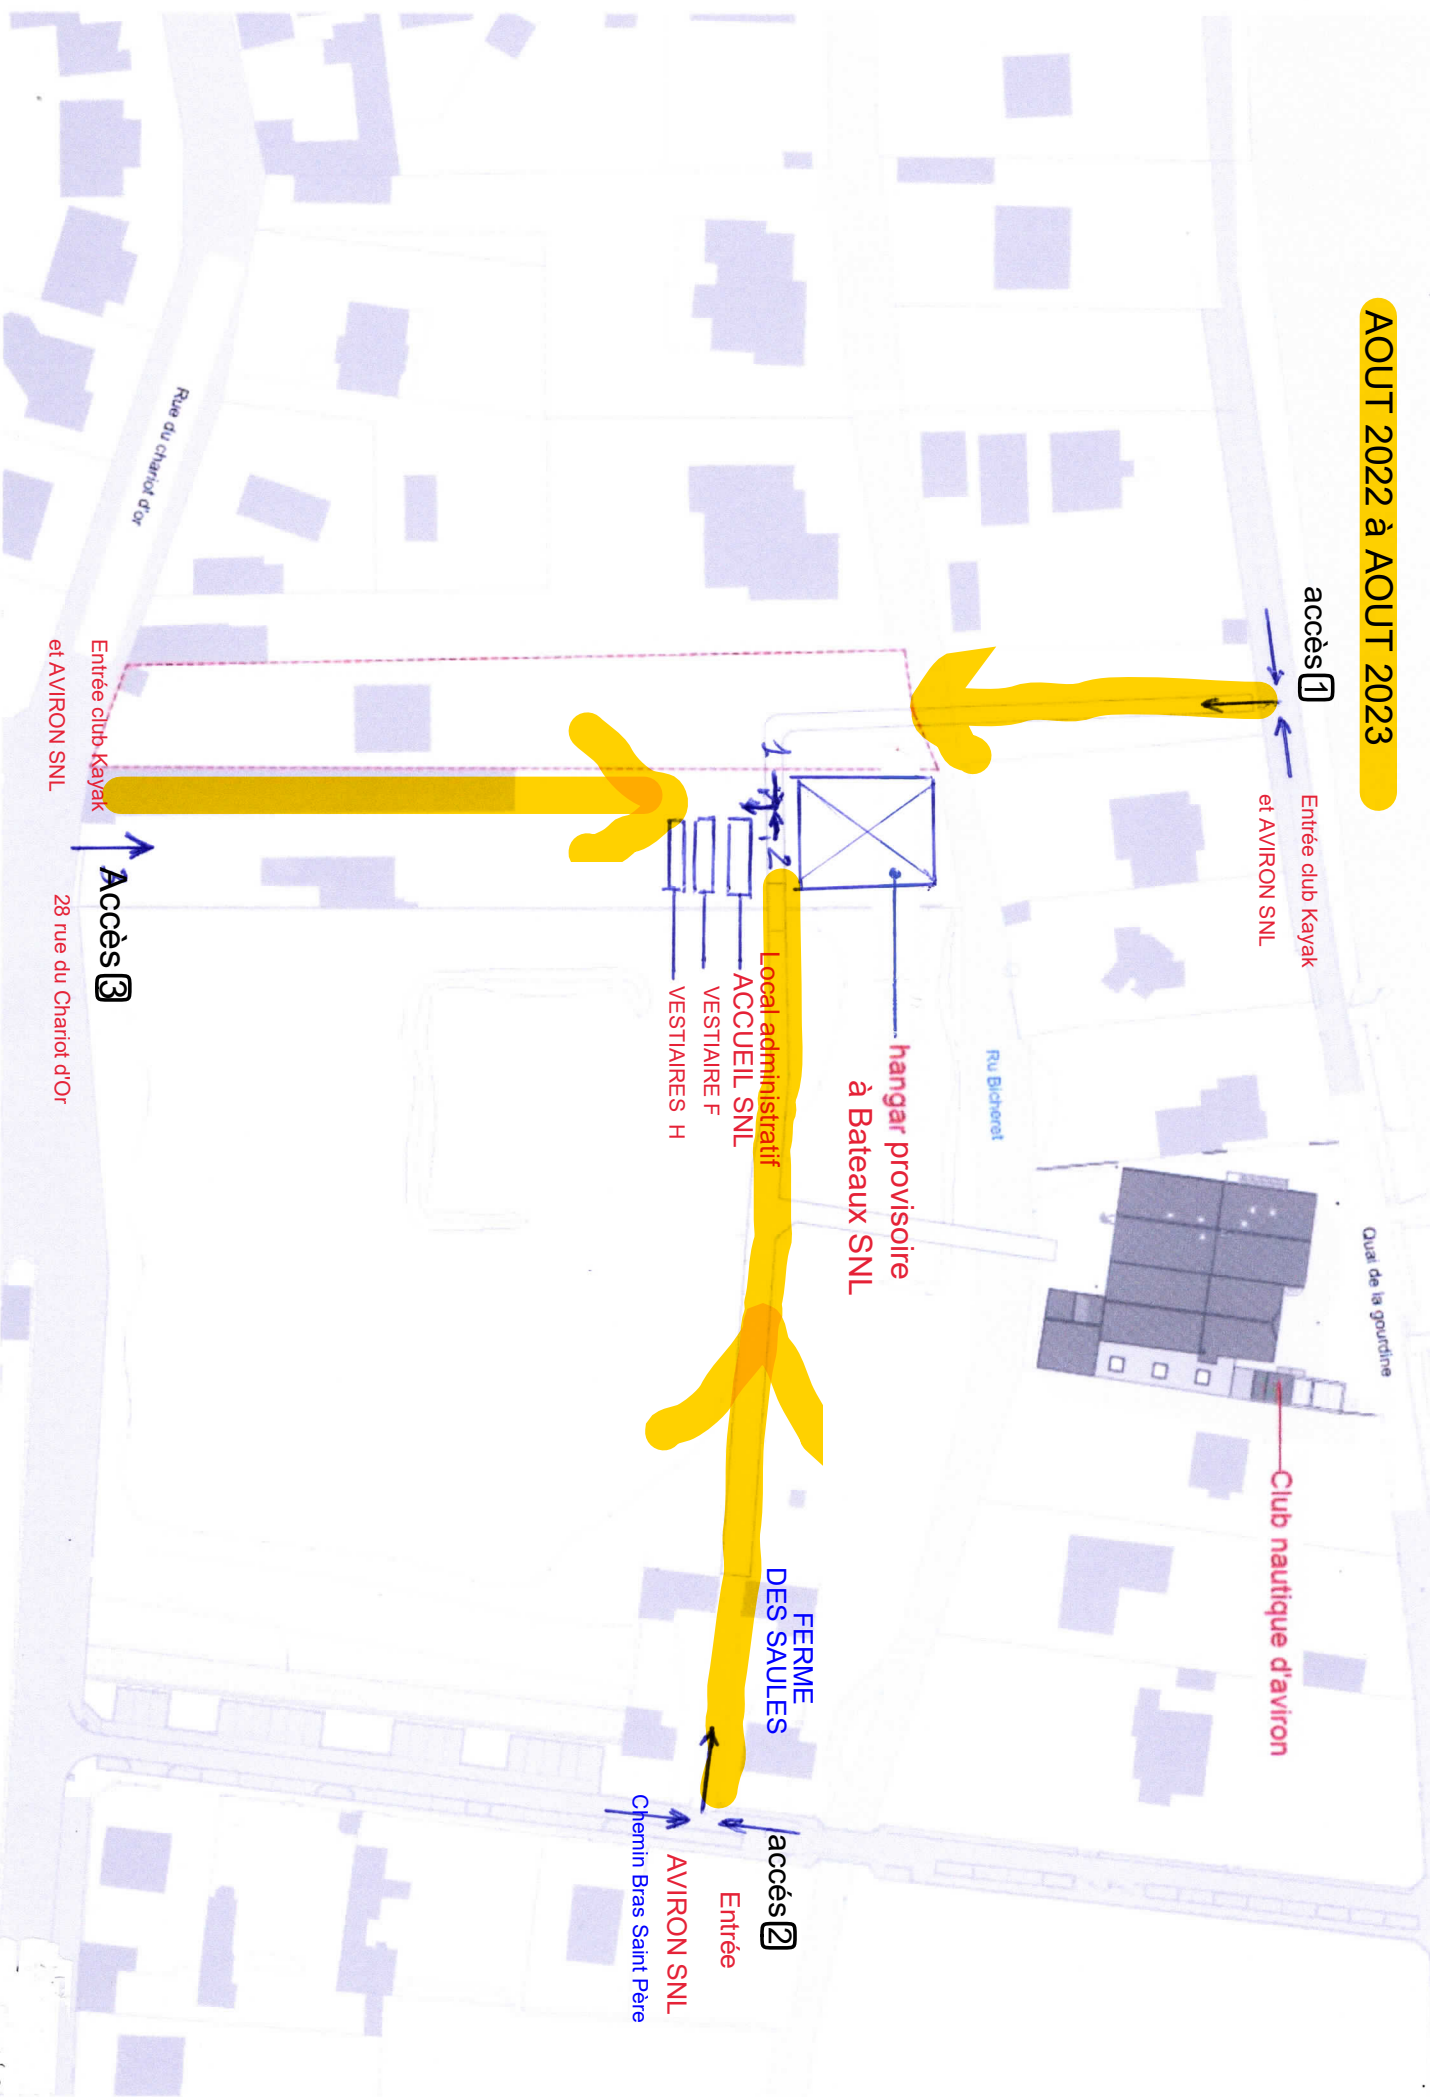 AOUT 2022 à AOUT 2023
accès 1
Entrée club Kayak
et AVIRON SNL
Quai de la gourdine
Club nautique d'aviron
Ru Bicheret
hangar provisoire
à Bateaux SNL
1
2
Local administratif
ACCUEIL SNL
VESTIAIRE F
VESTIAIRES H
FERME
DES SAULES
accés 2
Entrée
AVIRON SNL
Chemin Bras Saint Père
Rue du chariot d'or
Entrée club Kayak
et AVIRON SNL
Accès 3
28 rue du Chariot d'Or